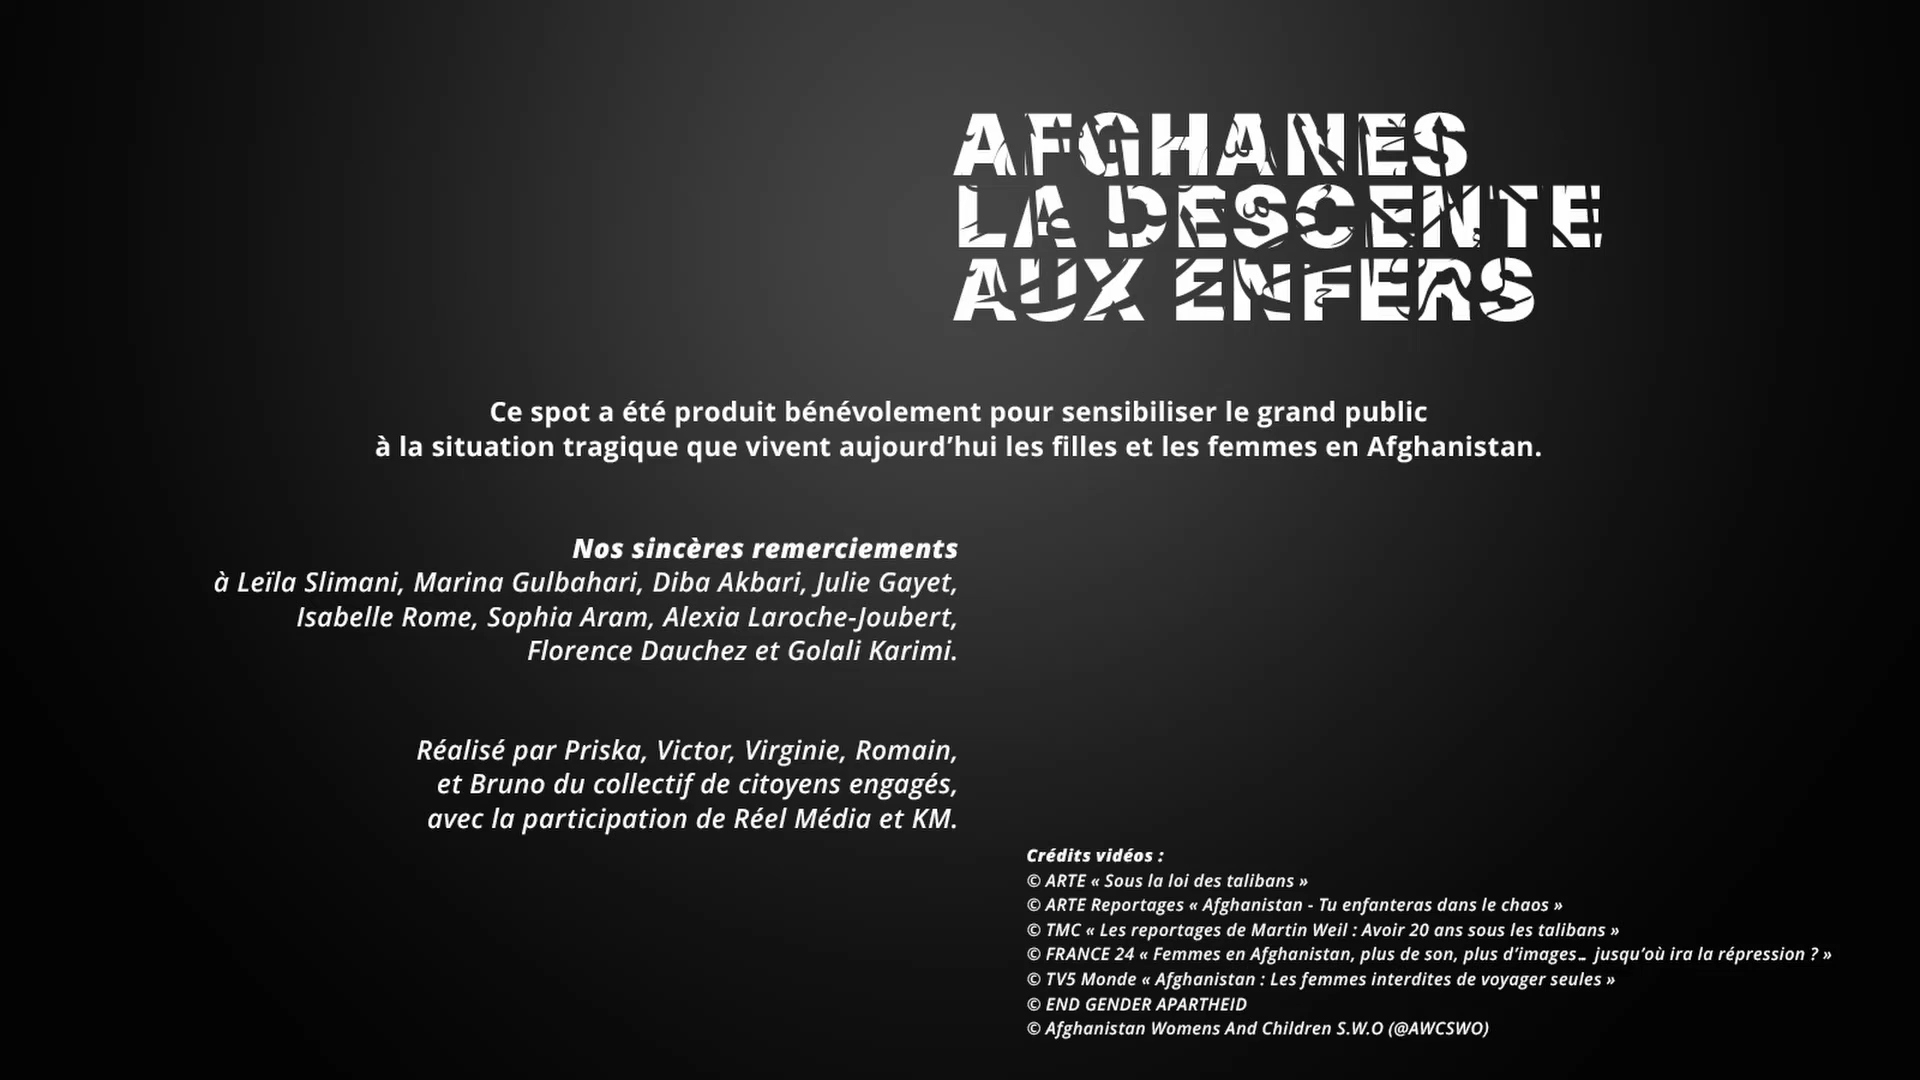 AFGHANES
LA DESCENTE
AUX ENFERS
Ce spot a été produit bénévolement pour sensibiliser le grand public
à la situation tragique que vivent aujourd’hui les filles et les femmes en Afghanistan.
Nos sincères remerciements
à Leïla Slimani, Marina Gulbahari, Diba Akbari, Julie Gayet,
Isabelle Rome, Sophia Aram, Alexia Laroche-Joubert,
Florence Dauchez et Golali Karimi.
Réalisé par Priska, Victor, Virginie, Romain,
et Bruno du collectif de citoyens engagés,
avec la participation de Réel Média et KM.
Crédits vidéos :
© ARTE « Sous la loi des talibans »
© ARTE Reportages « Afghanistan - Tu enfanteras dans le chaos »
© TMC « Les reportages de Martin Weil : Avoir 20 ans sous les talibans »
© FRANCE 24 « Femmes en Afghanistan, plus de son, plus d’images… jusqu’où ira la répression ? »
© TV5 Monde « Afghanistan : Les femmes interdites de voyager seules »
© END GENDER APARTHEID
© Afghanistan Womens And Children S.W.O (@AWCSWO)